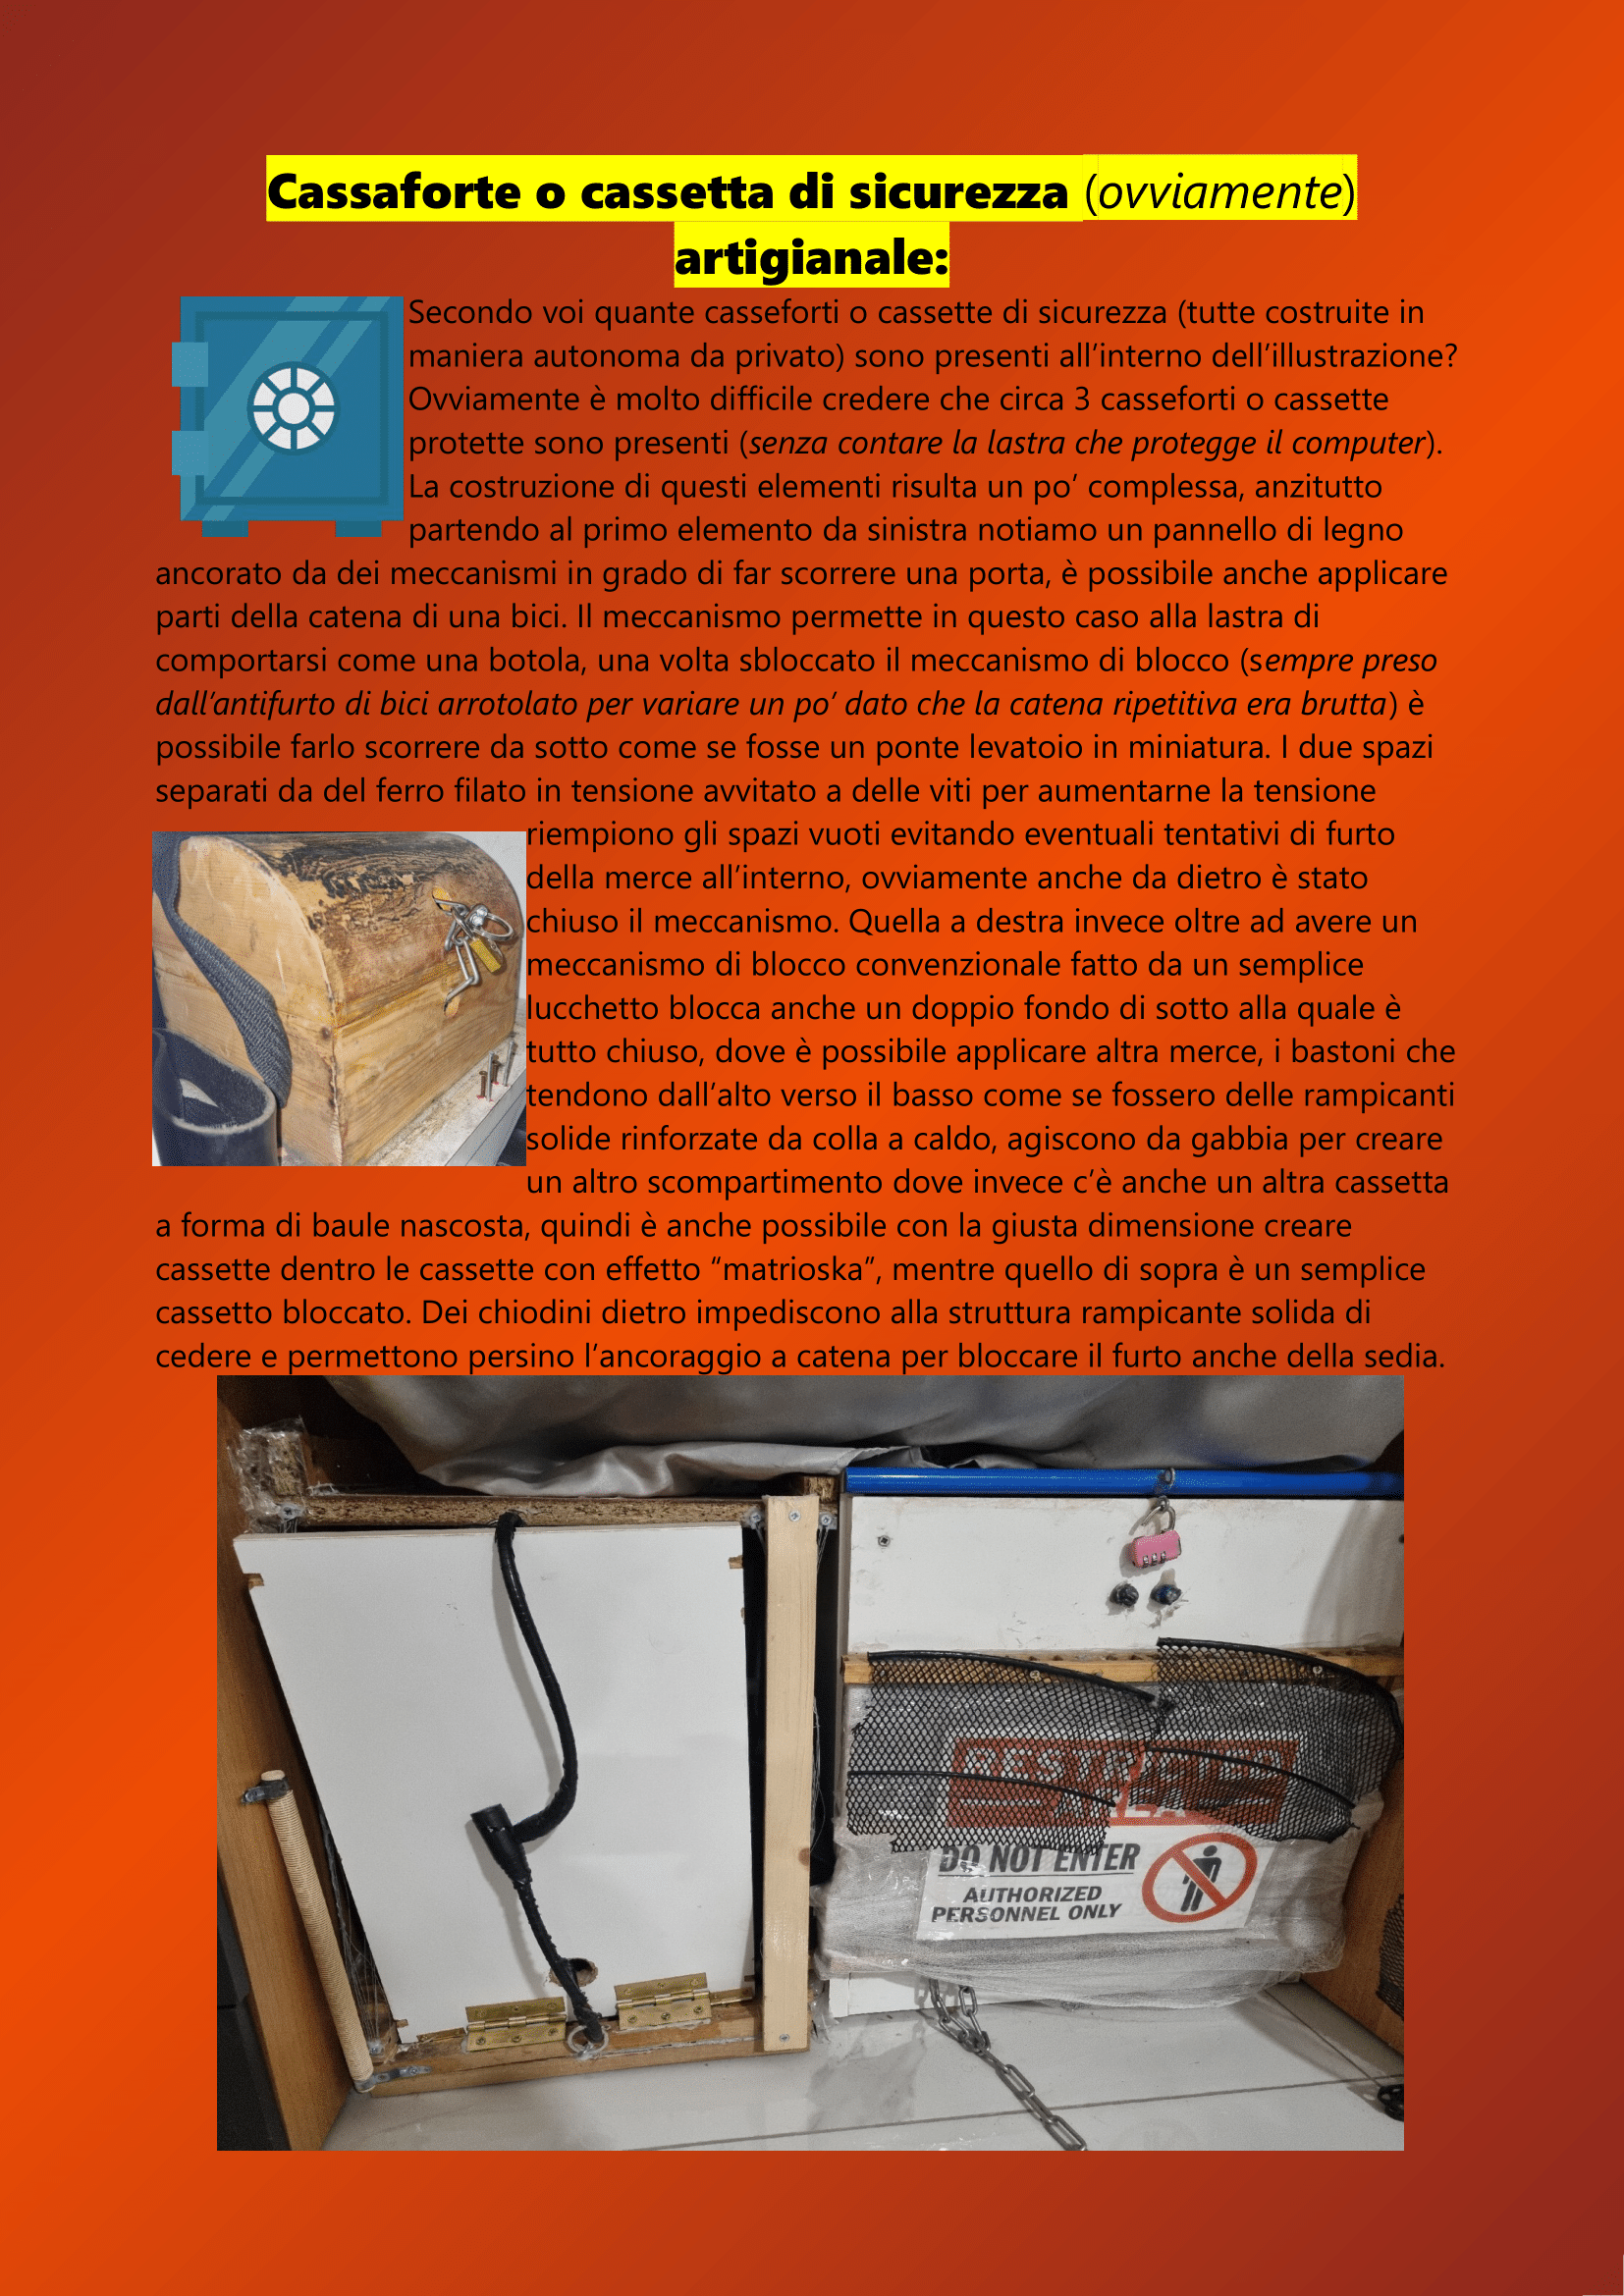 Cassaforte o cassetta di sicurezza (ovviamente)
artigianale:
Secondo voi quante casseforti o cassette di sicurezza (tutte costruite in
maniera autonoma da privato) sono presenti all’interno dell’illustrazione?
Ovviamente è molto difficile credere che circa 3 casseforti o cassette
protette sono presenti (senza contare la lastra che protegge il computer).
La costruzione di questi elementi risulta un po’ complessa, anzitutto
partendo al primo elemento da sinistra notiamo un pannello di legno
ancorato da dei meccanismi in grado di far scorrere una porta, è possibile anche applicare
parti della catena di una bici. Il meccanismo permette in questo caso alla lastra di
comportarsi come una botola, una volta sbloccato il meccanismo di blocco (sempre preso
dall’antifurto di bici arrotolato per variare un po’ dato che la catena ripetitiva era brutta) è
possibile farlo scorrere da sotto come se fosse un ponte levatoio in miniatura. I due spazi
separati da del ferro filato in tensione avvitato a delle viti per aumentarne la tensione
riempiono gli spazi vuoti evitando eventuali tentativi di furto
della merce all’interno, ovviamente anche da dietro è stato
chiuso il meccanismo. Quella a destra invece oltre ad avere un
meccanismo di blocco convenzionale fatto da un semplice
lucchetto blocca anche un doppio fondo di sotto alla quale è
tutto chiuso, dove è possibile applicare altra merce, i bastoni che
tendono dall’alto verso il basso come se fossero delle rampicanti
solide rinforzate da colla a caldo, agiscono da gabbia per creare
un altro scompartimento dove invece c’è anche un altra cassetta
a forma di baule nascosta, quindi è anche possibile con la giusta dimensione creare
cassette dentro le cassette con effetto “matrioska”, mentre quello di sopra è un semplice
cassetto bloccato. Dei chiodini dietro impediscono alla struttura rampicante solida di
cedere e permettono persino l’ancoraggio a catena per bloccare il furto anche della sedia.
DO NOT ENTER
AUTHORIZED
PERSONNEL ONLY